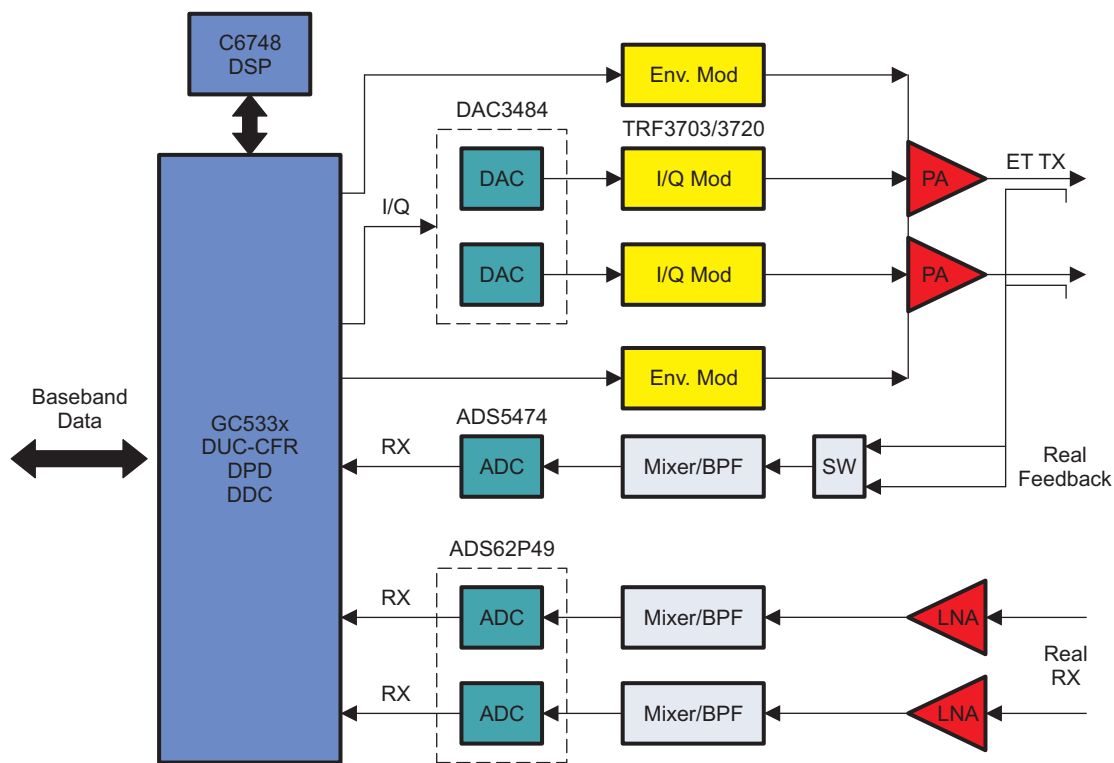 C6748
DSP
Env. Mod
DAC3484
TRF3703/3720
DAC
I/Q Mod
PA
ET TX
I/Q
DAC
I/Q Mod
PA
Env. Mod
Baseband
Data
GC533x
DUC-CFR
DPD
DDC
ADS5474
RX
ADC
Mixer/BPF
SW
Real
Feedback
ADS62P49
RX
ADC
Mixer/BPF
LNA
Real
RX
RX
ADC
Mixer/BPF
LNA